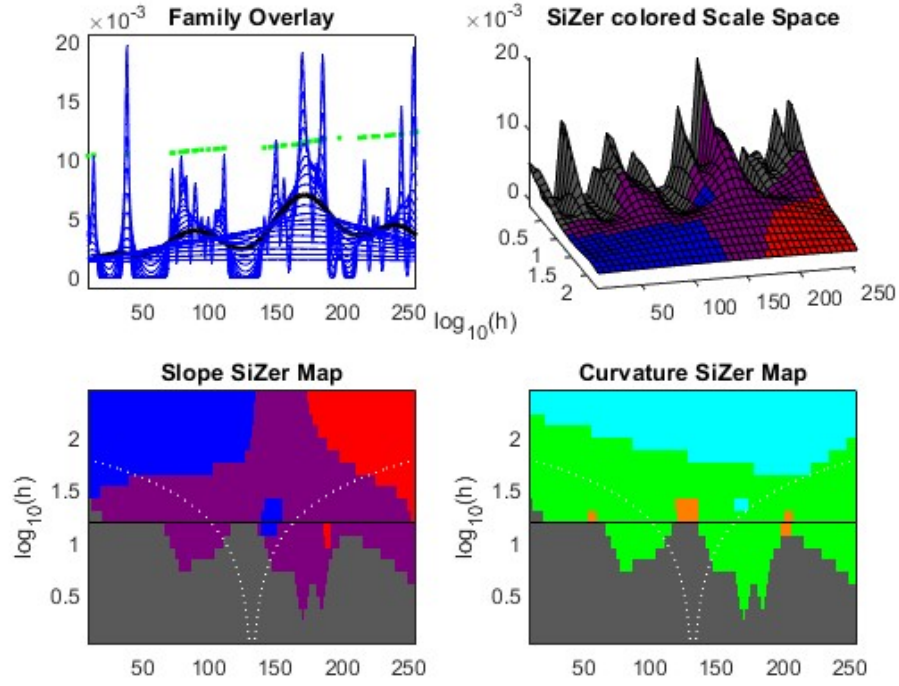 Family Overlay
×10⁻³
20
15
10
5
0
50 100 150 200 250
SiZer colored Scale Space
×10⁻³
20
10
0
0.5
1
1.5
2
50 100 150 200 250
log₁₀(h)
Slope SiZer Map
log₁₀(h)
2
1.5
1
0.5
50 100 150 200 250
Curvature SiZer Map
log₁₀(h)
2
1.5
1
0.5
50 100 150 200 250